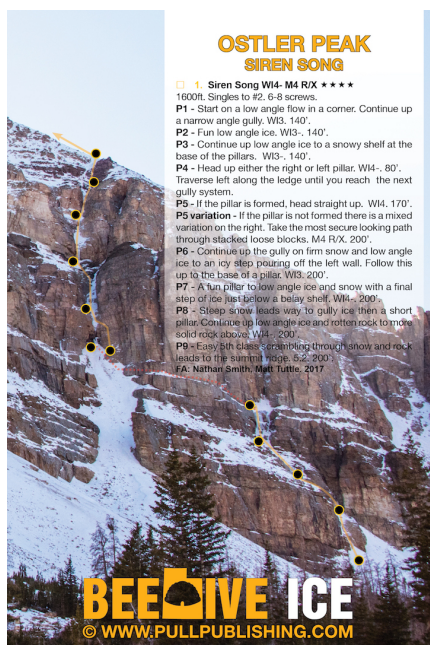 OSTLER PEAK
SIREN SONG
1. Siren Song WI4- M4 R/X ★★★★
1600ft. Singles to #2. 6-8 screws.
P1 - Start on a low angle flow in a corner. Continue up
a narrow angle gully. WI3. 140'.
P2 - Fun low angle ice. WI3-. 140'.
P3 - Continue up low angle ice to a snowy shelf at the
base of the pillars. WI3-. 140'.
P4 - Head up either the right or left pillar. WI4-. 80'.
Traverse left along the ledge until you reach the next
gully system.
P5 - If the pillar is formed, head straight up. WI4. 170'.
P5 variation - If the pillar is not formed there is a mixed
variation on the right. Take the most secure looking path
through stacked loose blocks. M4 R/X. 200'.
P6 - Continue up the gully on firm snow and low angle
ice to an icy step pouring off the left wall. Follow this
up to the base of a pillar. WI3. 200'.
P7 - A fun pillar to low angle ice and snow with a final
step of ice just below a belay shelf. WI4-. 200'.
P8 - Steep snow leads way to gully ice then a short
pillar. Continue up low angle ice and rotten rock to more
solid rock above. WI4-. 200'.
P9 - Easy 5th class scrambling through snow and rock
leads to the summit ridge. 5.2. 200'.
FA: Nathan Smith, Matt Tuttle, 2017
BEEHIVE ICE
© WWW.PULLPUBLISHING.COM